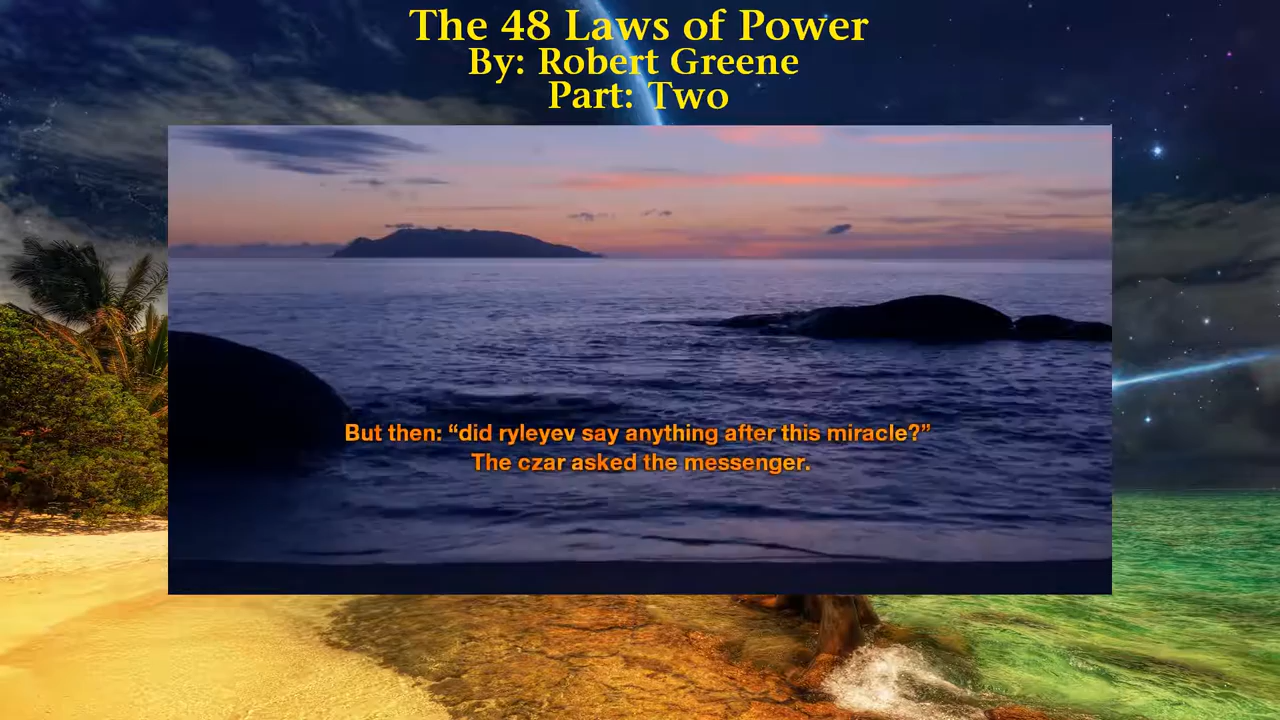 The 48 Laws of Power
By: Robert Greene
Part: Two
But then: “did ryleyev say anything after this miracle?”
The czar asked the messenger.